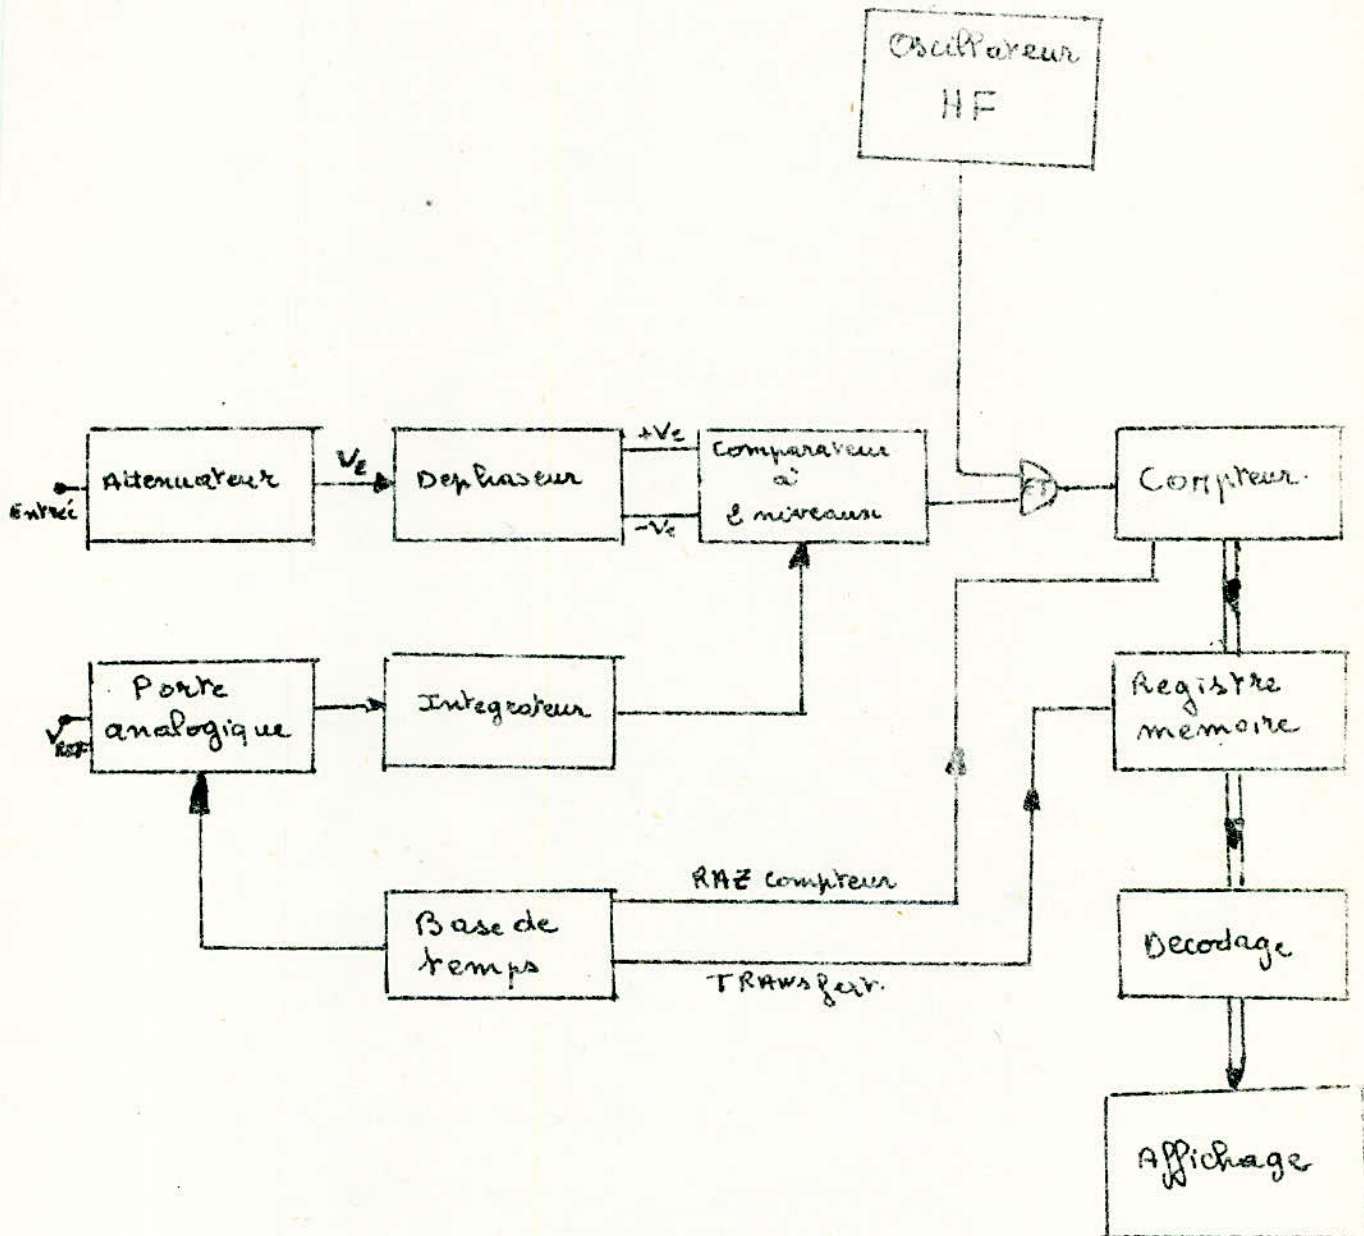 Oscillateur
HF
Entrée
Attenuateur
Ve
Dephaseur
+Ve
-Ve
Comparateur
à
2 niveaux
ET
Compteur.
VREF
Porte
analogique
Integrateur
Registre
memoire
RAZ compteur
Base de
temps
TRANSfert.
Decodage
Affichage